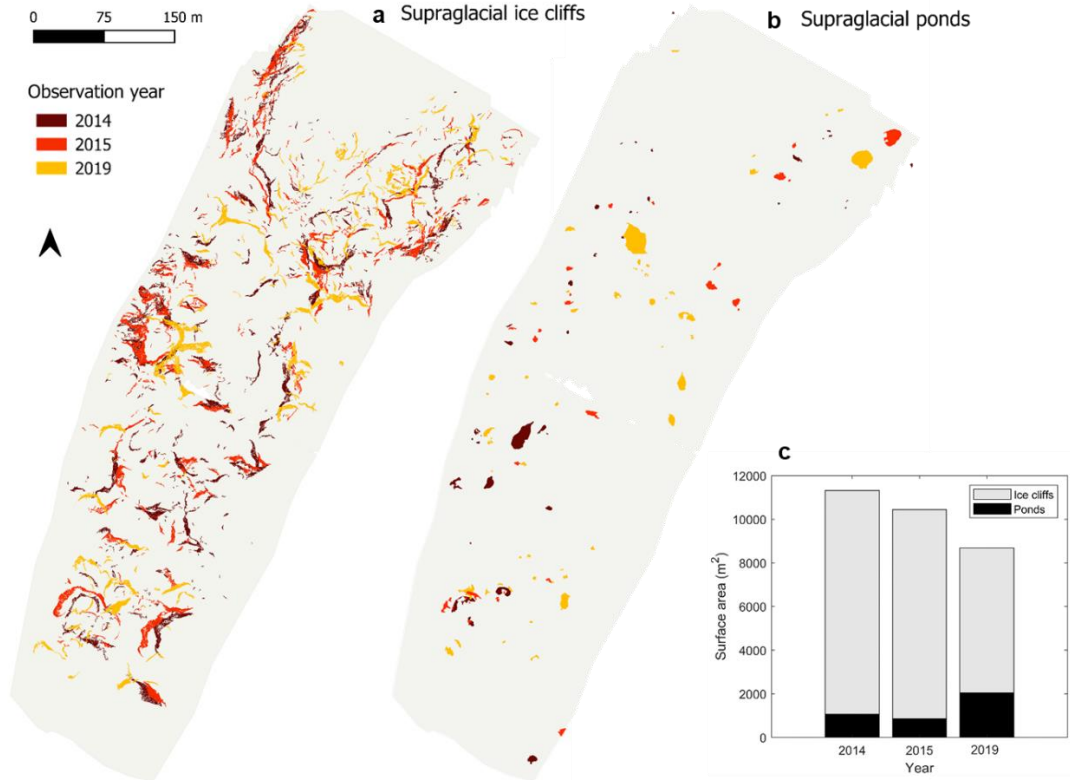 0 75 150 m
a Supraglacial ice cliffs
b Supraglacial ponds
Observation year
2014
2015
2019
c
12000
10000
8000
6000
4000
2000
0
Surface area (m²)
Ice cliffs
Ponds
2014 2015 2019
Year